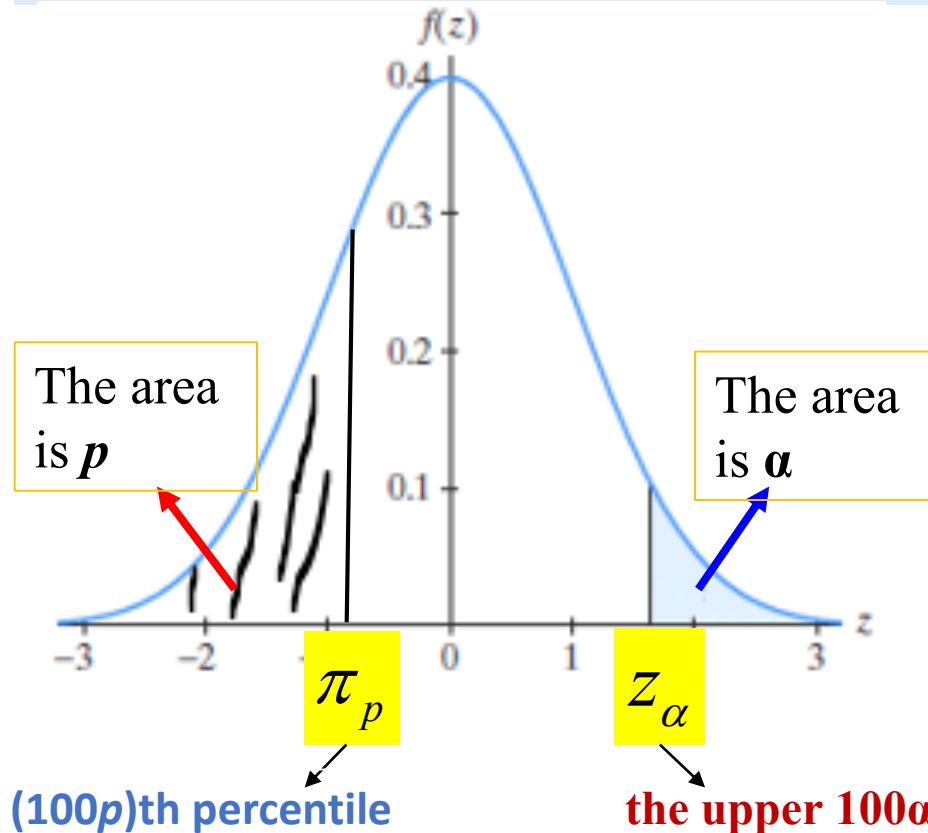 f(z)
0.4
0.3
0.2
0.1
The area
is p
The area
is α
z
−3
−2
0
1
3
π_p
z_α
(100p)th percentile
the upper 100α